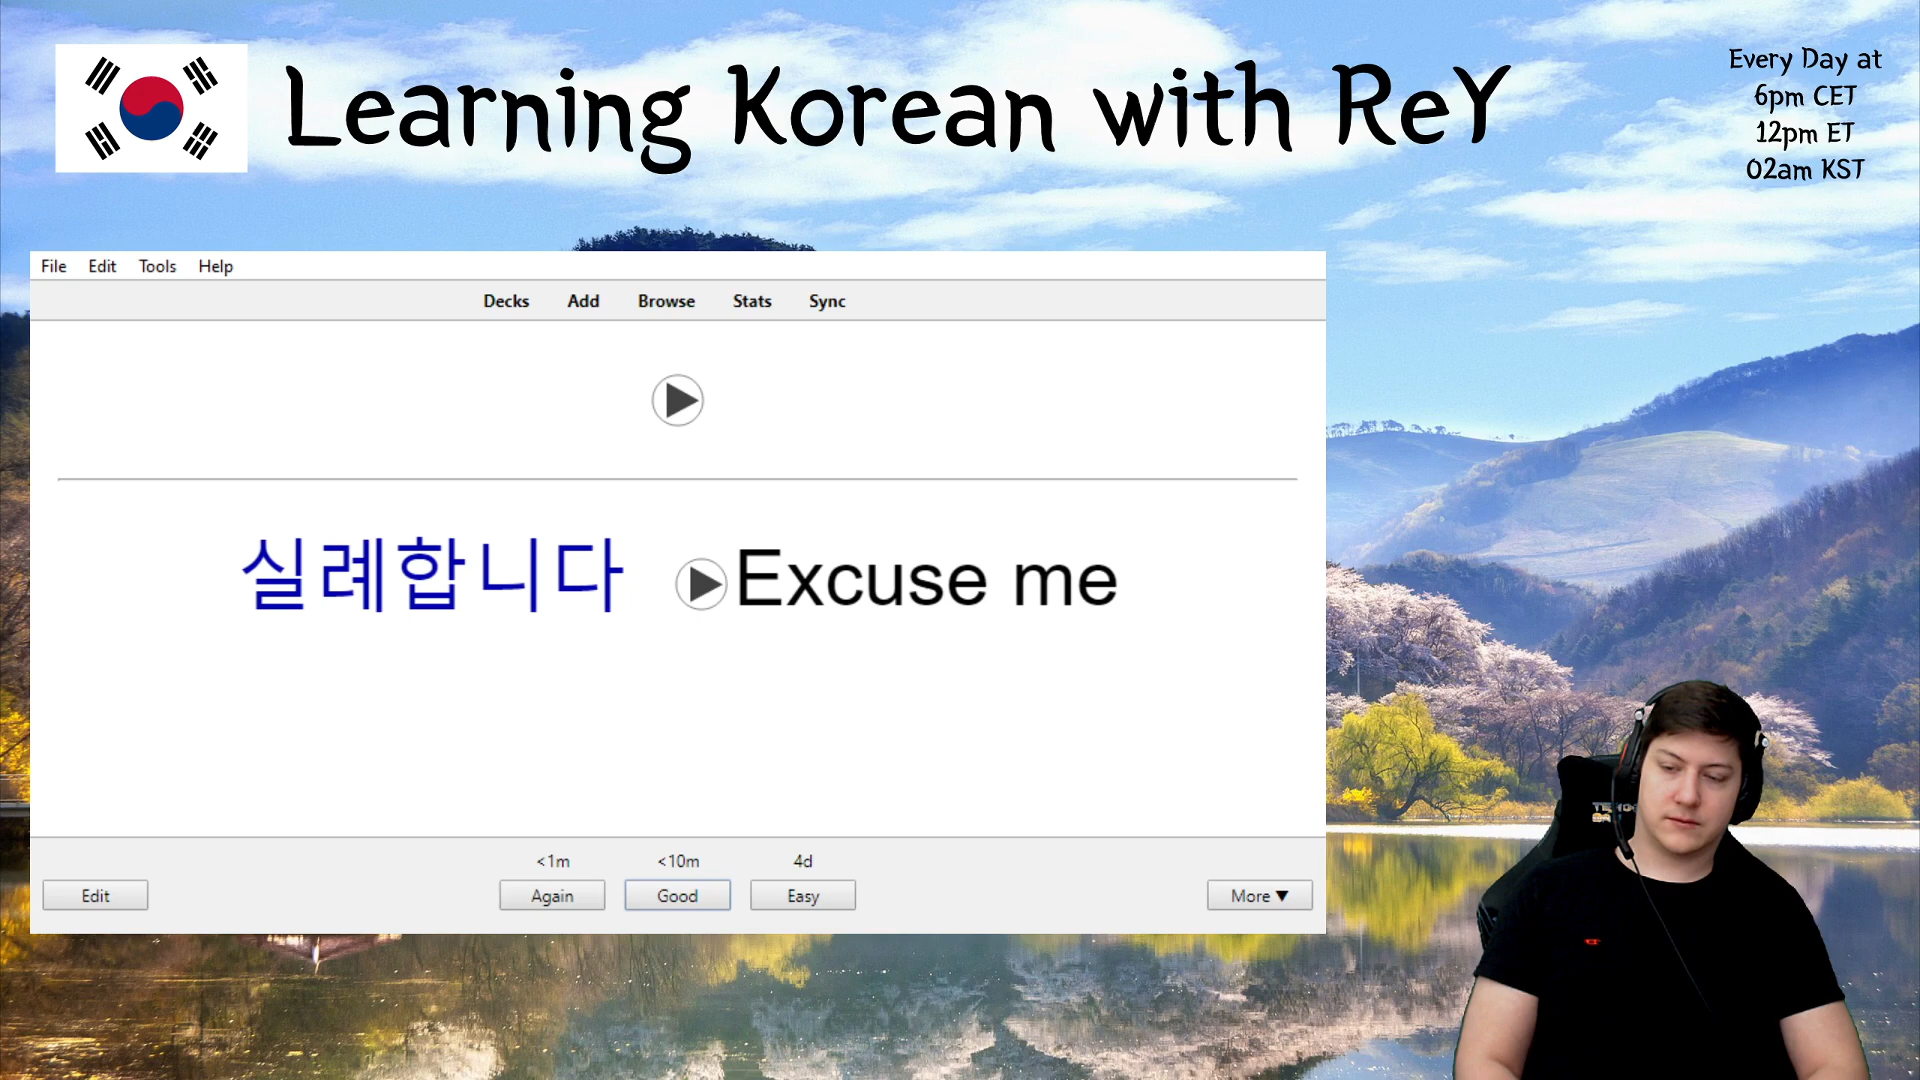 Learning Korean with ReY
Every Day at
6pm CET
12pm ET
02am KST
File Edit Tools Help
Decks Add Browse Stats Sync
실례합니다 Excuse me
<1m <10m 4d
Edit Again Good Easy More ▼